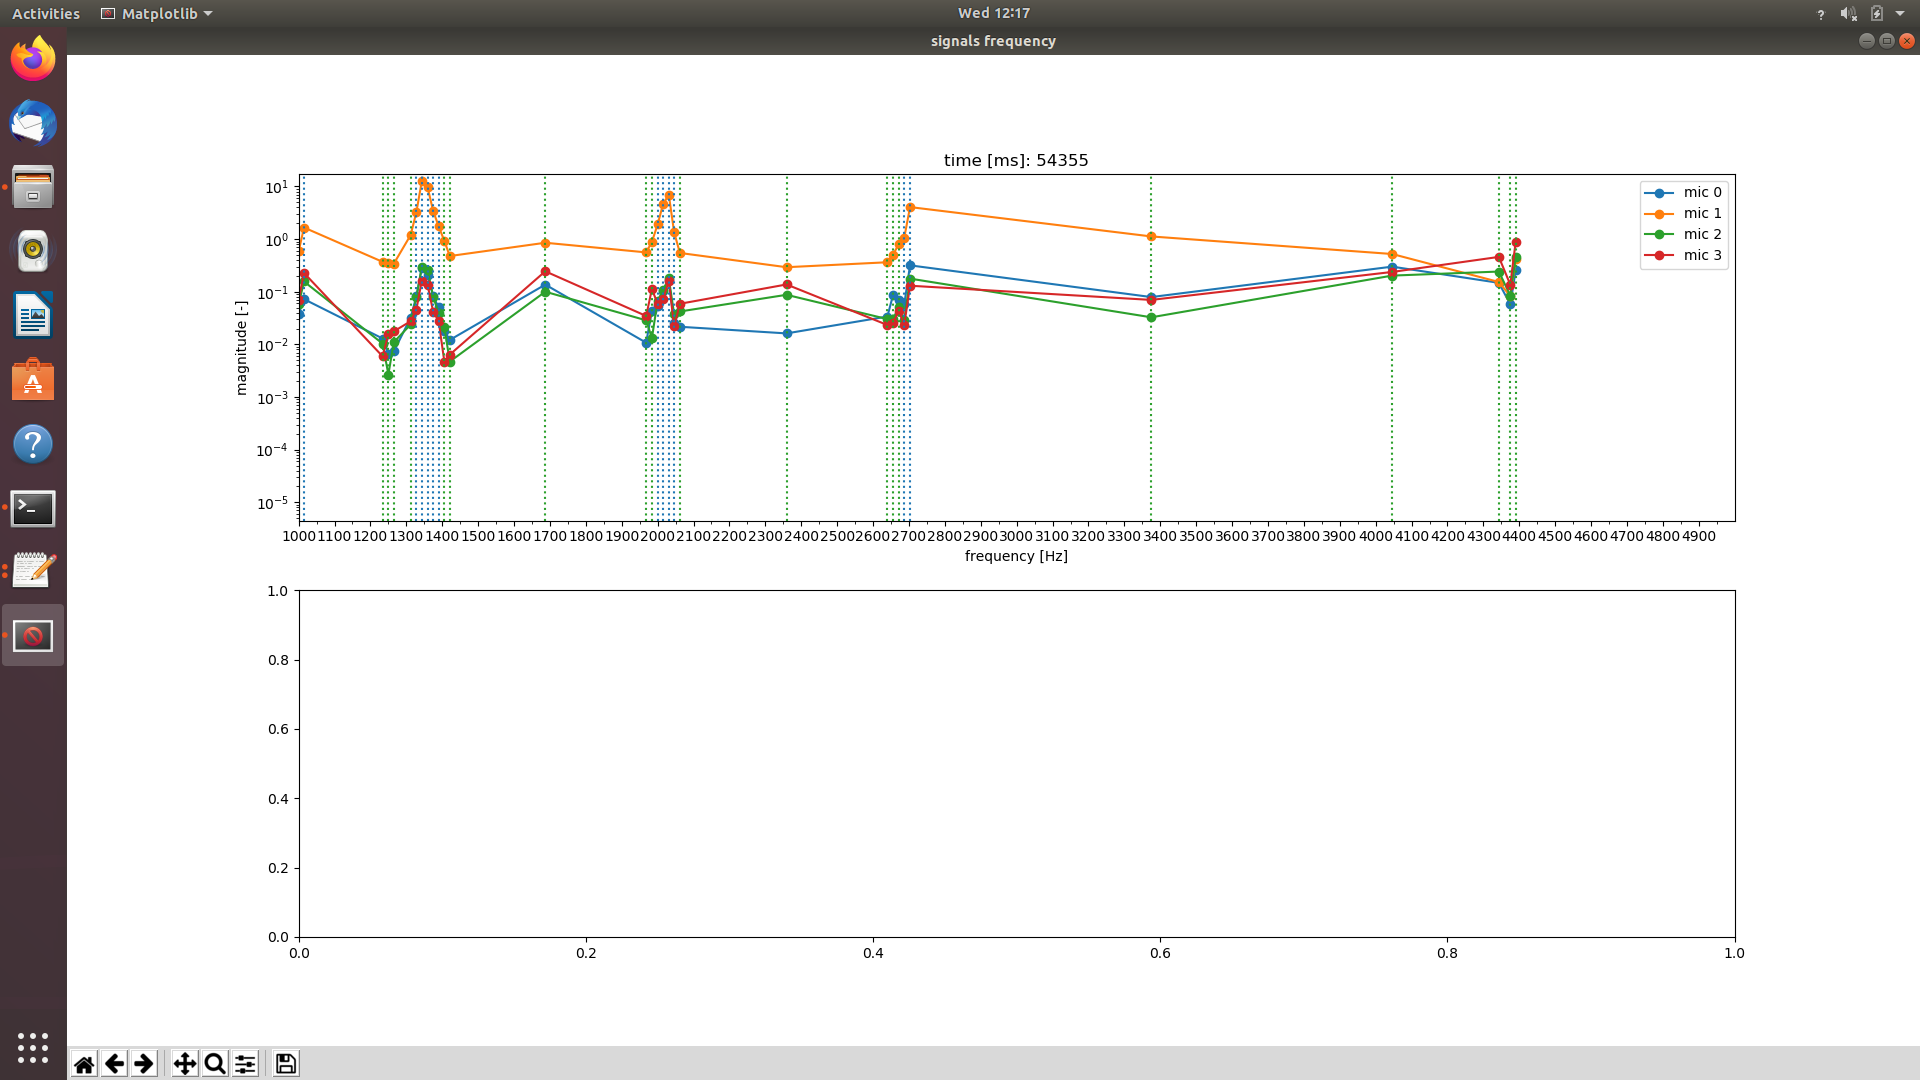 Activities Matplotlib Wed 12:17 ?
signals frequency
time [ms]: 54355
10¹
10⁰
10⁻¹
10⁻²
10⁻³
10⁻⁴
10⁻⁵
magnitude [-]
mic 0
mic 1
mic 2
mic 3
1000 1100 1200 1300 1400 1500 1600 1700 1800 1900 2000 2100 2200 2300 2400 2500 2600 2700 2800 2900 3000 3100 3200 3300 3400 3500 3600 3700 3800 3900 4000 4100 4200 4300 4400 4500 4600 4700 4800 4900
frequency [Hz]
1.0
0.8
0.6
0.4
0.2
0.0
0.0 0.2 0.4 0.6 0.8 1.0